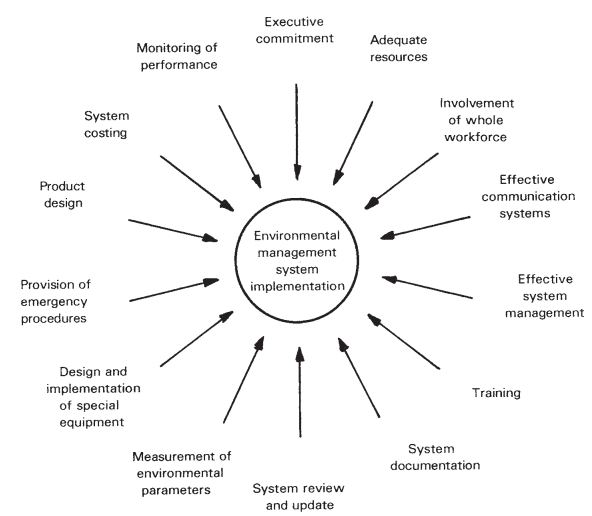 Executive
commitment
Adequate
resources
Involvement
of whole
workforce
Effective
communication
systems
Effective
system
management
Training
System
documentation
System review
and update
Measurement of
environmental
parameters
Design and
implementation
of special
equipment
Provision of
emergency
procedures
Product
design
System
costing
Monitoring of
performance
Environmental
management
system
implementation